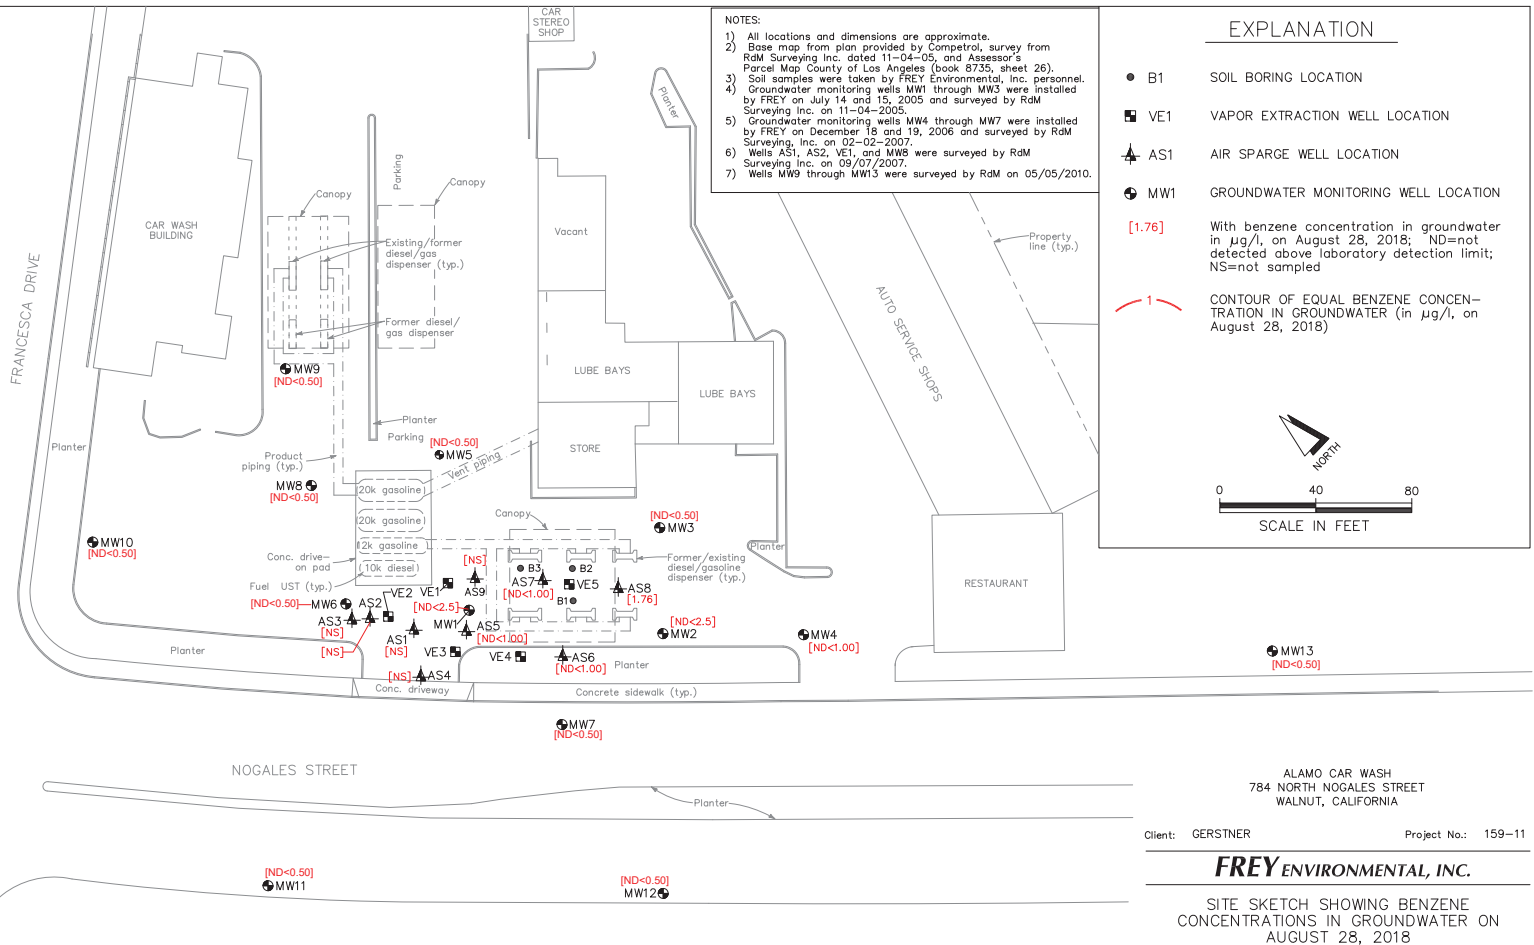 CAR
STEREO
SHOP
NOTES:
1) All locations and dimensions are approximate.
2) Base map from plan provided by Competrol, survey from
RdM Surveying Inc. dated 11-04-05, and Assessor's
Parcel Map County of Los Angeles (book 8735, sheet 26).
3) Soil samples were taken by FREY Environmental, Inc. personnel.
4) Groundwater monitoring wells MW1 through MW3 were installed
by FREY on July 14 and 15, 2005 and surveyed by RdM
Surveying Inc. on 11-04-2005.
5) Groundwater monitoring wells MW4 through MW7 were installed
by FREY on December 18 and 19, 2006 and surveyed by RdM
Surveying, Inc. on 02-02-2007.
6) Wells AS1, AS2, VE1, and MW8 were surveyed by RdM
Surveying Inc. on 09/07/2007.
7) Wells MW9 through MW13 were surveyed by RdM on 05/05/2010.
EXPLANATION
B1 SOIL BORING LOCATION
VE1 VAPOR EXTRACTION WELL LOCATION
AS1 AIR SPARGE WELL LOCATION
MW1 GROUNDWATER MONITORING WELL LOCATION
[1.76] With benzene concentration in groundwater
in µg/l, on August 28, 2018; ND=not
detected above laboratory detection limit;
NS=not sampled
1 CONTOUR OF EQUAL BENZENE CONCEN-
TRATION IN GROUNDWATER (in µg/l, on
August 28, 2018)
NORTH
0 40 80
SCALE IN FEET
Planter
Parking
Canopy
Canopy
CAR WASH
BUILDING
Vacant
Existing/former
diesel/gas
dispenser (typ.)
Property
line (typ.)
FRANCESCA DRIVE
AUTO SERVICE SHOPS
Former diesel/
gas dispenser
MW9
[ND<0.50]
LUBE BAYS
LUBE BAYS
Planter
Parking
Planter
[ND<0.50]
MW5
STORE
Product
piping (typ.)
Vent piping
MW8
[ND<0.50]
20k gasoline
20k gasoline
12k gasoline
10k diesel
Canopy
[ND<0.50]
MW3
MW10
[ND<0.50]
Conc. drive-
on pad
Fuel UST (typ.)
Planter
Former/existing
diesel/gasoline
dispenser (typ.)
RESTAURANT
[NS]
AS9
VE1
VE2
B3
B2
AS7
[ND<1.00]
VE5
B1
AS8
[1.76]
[ND<0.50]
MW6
AS2
AS3
[NS]
[NS]
[ND<2.5]
MW1
AS1
[NS]
AS5
[ND<1.00]
[ND<2.5]
MW2
MW4
[ND<1.00]
VE3
VE4
AS6
[ND<1.00]
Planter
Planter
[NS]
AS4
MW13
[ND<0.50]
Conc. driveway
Concrete sidewalk (typ.)
MW7
[ND<0.50]
NOGALES STREET
Planter
[ND<0.50]
MW11
[ND<0.50]
MW12
ALAMO CAR WASH
784 NORTH NOGALES STREET
WALNUT, CALIFORNIA
Client: GERSTNER Project No.: 159-11
FREY ENVIRONMENTAL, INC.
SITE SKETCH SHOWING BENZENE
CONCENTRATIONS IN GROUNDWATER ON
AUGUST 28, 2018